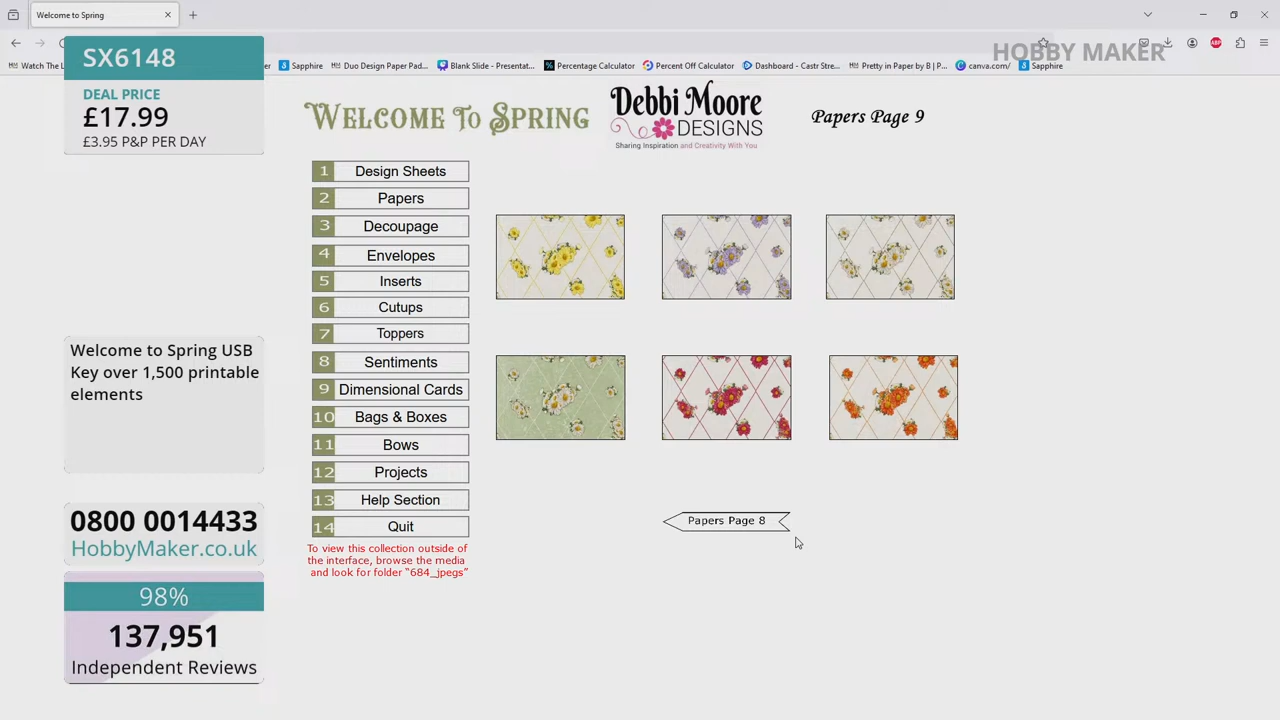 Welcome to Spring
HOBBY MAKER
Watch The L
Sapphire
Duo Design Paper Pad...
Blank Slide - Presentat...
Percentage Calculator
Percent Off Calculator
Dashboard - Castr Stre...
Pretty in Paper by B | P...
canva.com/
Sapphire
SX6148
DEAL PRICE
£17.99
£3.95 P&P PER DAY
WELCOME TO SPRING
Debbi Moore
DESIGNS
Sharing Inspiration and Creativity With You
Papers Page 9
1 Design Sheets
2 Papers
3 Decoupage
4 Envelopes
5 Inserts
6 Cutups
7 Toppers
8 Sentiments
9 Dimensional Cards
10 Bags & Boxes
11 Bows
12 Projects
13 Help Section
14 Quit
To view this collection outside of
the interface, browse the media
and look for folder "684_jpegs"
Papers Page 8
Welcome to Spring USB
Key over 1,500 printable
elements
0800 0014433
HobbyMaker.co.uk
98%
137,951
Independent Reviews